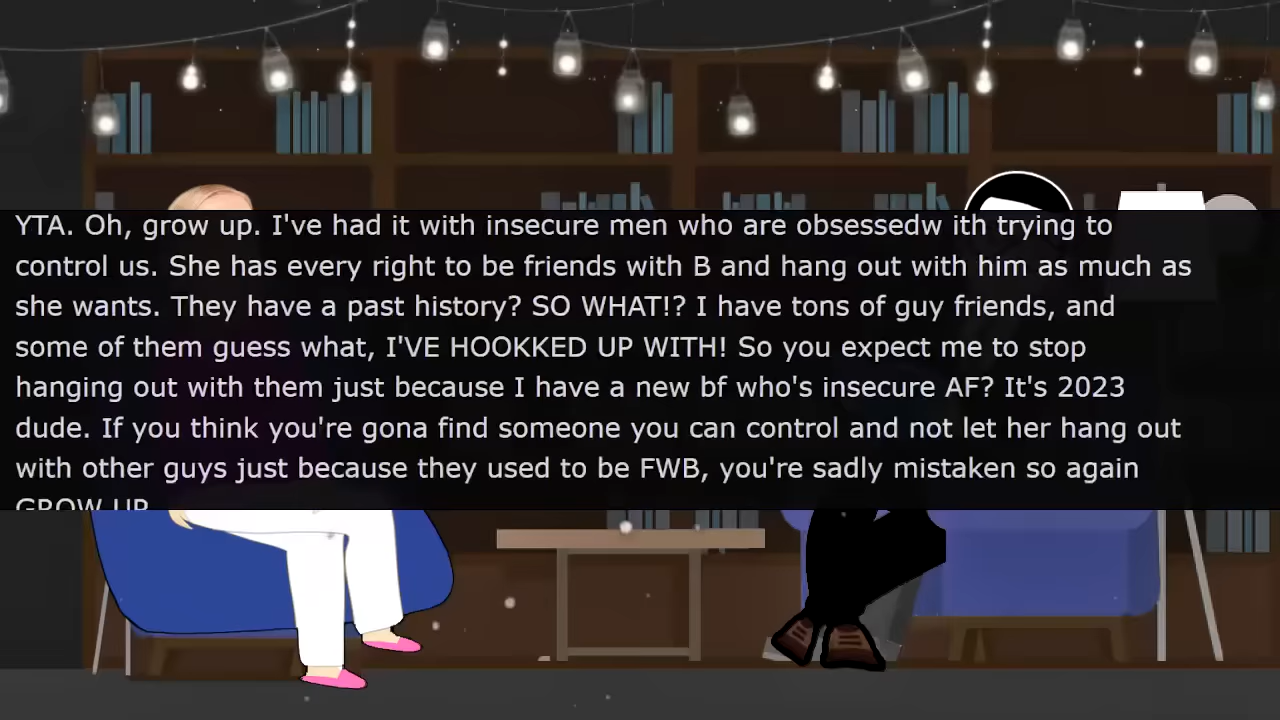 YTA. Oh, grow up. I've had it with insecure men who are obsessedw ith trying to
control us. She has every right to be friends with B and hang out with him as much as
she wants. They have a past history? SO WHAT!? I have tons of guy friends, and
some of them guess what, I'VE HOOKKED UP WITH! So you expect me to stop
hanging out with them just because I have a new bf who's insecure AF? It's 2023
dude. If you think you're gona find someone you can control and not let her hang out
with other guys just because they used to be FWB, you're sadly mistaken so again
GROW UP